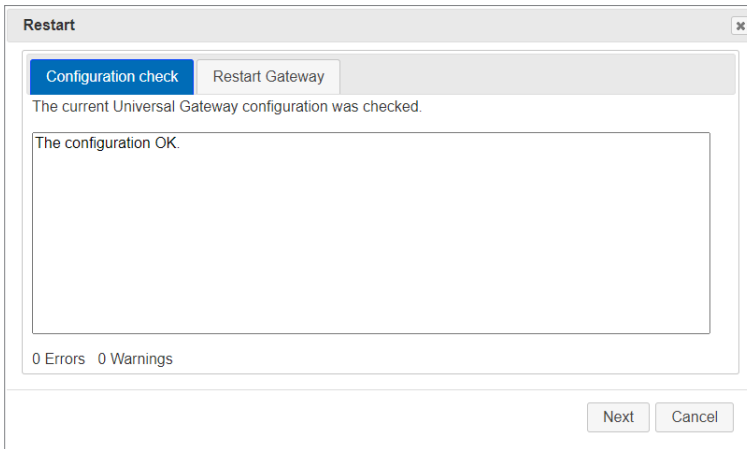 Restart
Configuration check Restart Gateway
The current Universal Gateway configuration was checked.
The configuration OK.
0 Errors 0 Warnings
Next Cancel